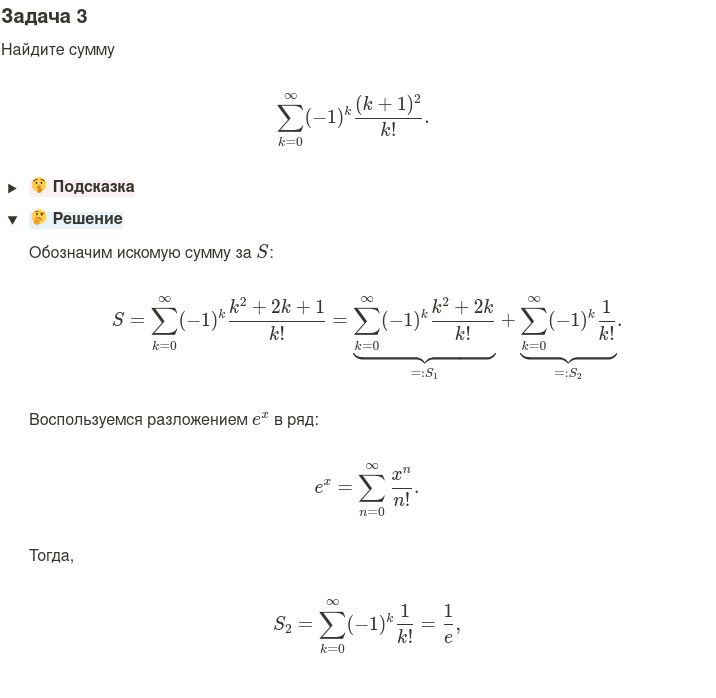 Задача 3
Найдите сумму
$$\sum_{k=0}^{\infty}(-1)^k\frac{(k+1)^2}{k!}.$$
▶ 🤫 Подсказка
▼ 🤔 Решение
Обозначим искомую сумму за $S$:
$$S=\sum_{k=0}^{\infty}(-1)^k\frac{k^2+2k+1}{k!}=\underbrace{\sum_{k=0}^{\infty}(-1)^k\frac{k^2+2k}{k!}}_{=:S_1}+\underbrace{\sum_{k=0}^{\infty}(-1)^k\frac{1}{k!}}_{=:S_2}.$$
Воспользуемся разложением $e^x$ в ряд:
$$e^x=\sum_{n=0}^{\infty}\frac{x^n}{n!}.$$
Тогда,
$$S_2=\sum_{k=0}^{\infty}(-1)^k\frac{1}{k!}=\frac{1}{e},$$